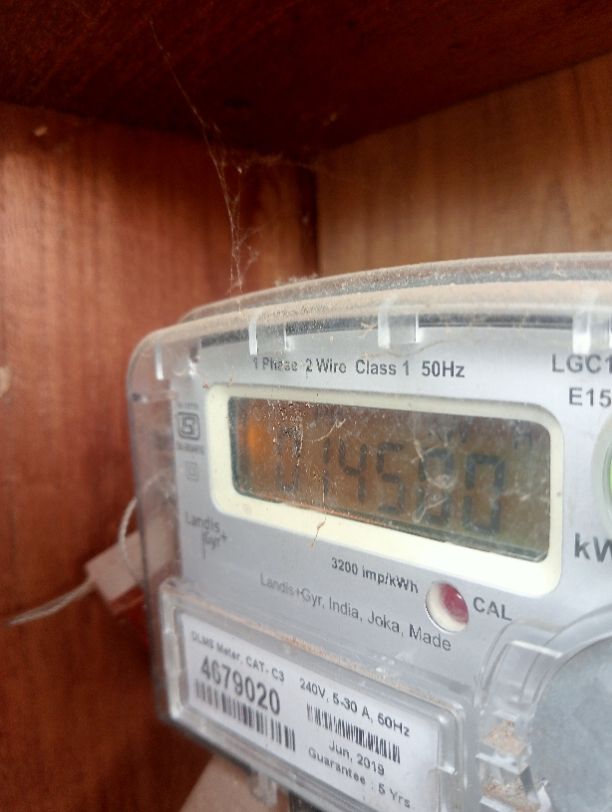 1 Phase 2 Wire Class 1 50Hz
LGC1
E15
014580
Landis
Gyr+
kW
3200 imp/kWh
CAL
Landis+Gyr, India, Joka, Made
DLMS Meter, CAT- C3
4679020
240V, 5-30 A, 50Hz
Jun, 2019
Guarantee : 5 Yrs